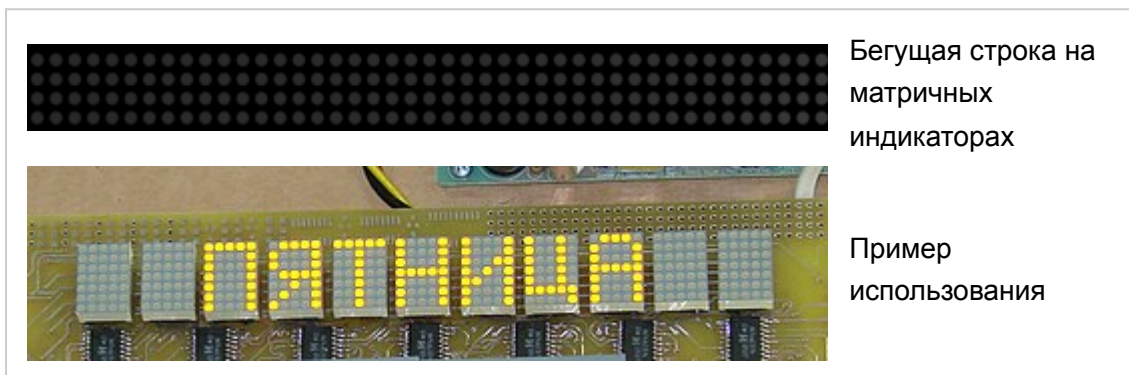 Бегущая строка на
матричных
индикаторах
ПЯТНИЦА
Пример
использования